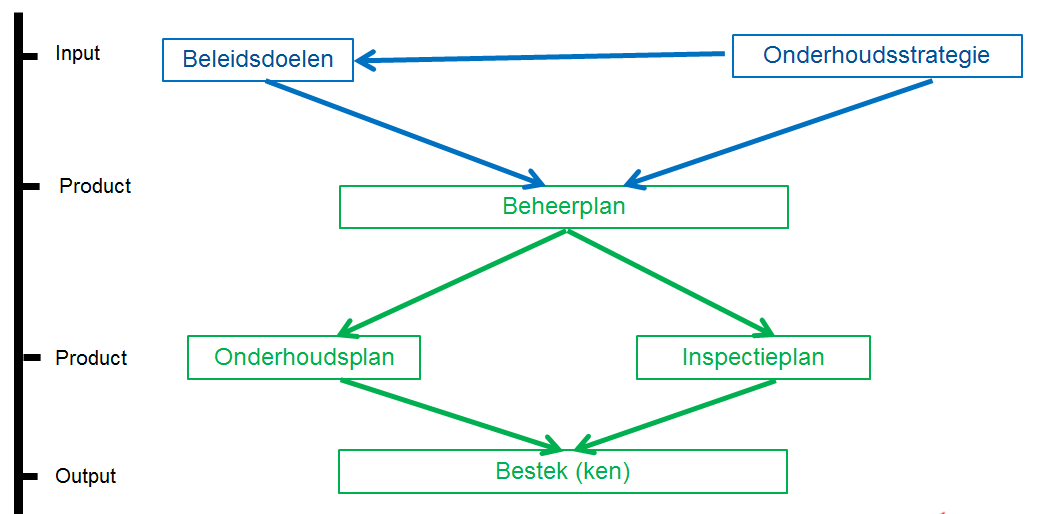 Input
Beleidsdoelen
Onderhoudsstrategie
Product
Beheerplan
Product
Onderhoudsplan
Inspectieplan
Output
Bestek (ken)